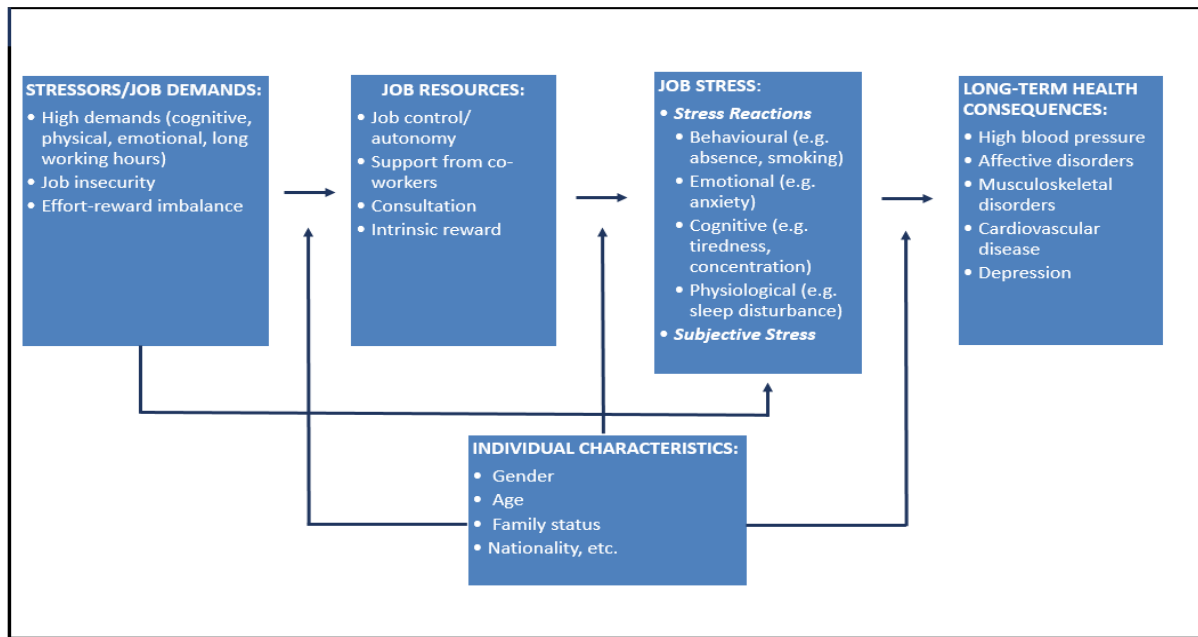 STRESSORS/JOB DEMANDS:
• High demands (cognitive,
physical, emotional, long
working hours)
• Job insecurity
• Effort-reward imbalance
JOB RESOURCES:
• Job control/
autonomy
• Support from co-
workers
• Consultation
• Intrinsic reward
JOB STRESS:
• Stress Reactions
• Behavioural (e.g.
absence, smoking)
• Emotional (e.g.
anxiety)
• Cognitive (e.g.
tiredness,
concentration)
• Physiological (e.g.
sleep disturbance)
• Subjective Stress
LONG-TERM HEALTH
CONSEQUENCES:
• High blood pressure
• Affective disorders
• Musculoskeletal
disorders
• Cardiovascular
disease
• Depression
INDIVIDUAL CHARACTERISTICS:
• Gender
• Age
• Family status
• Nationality, etc.